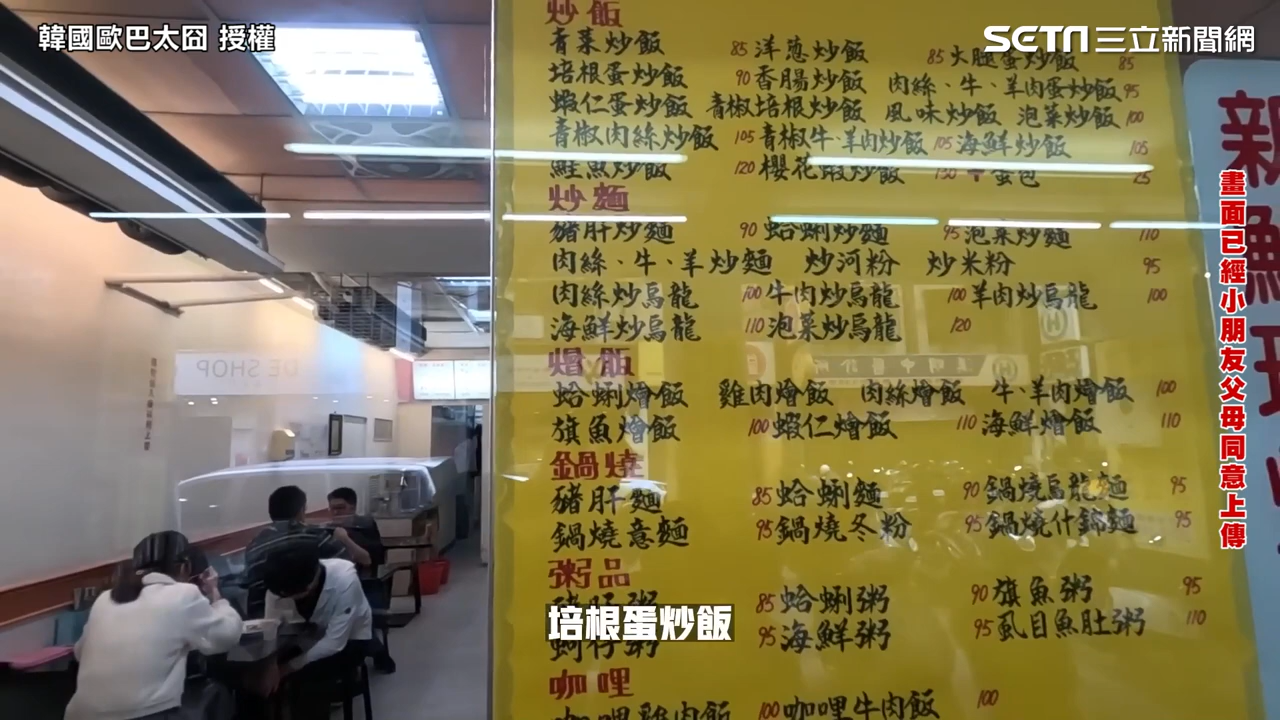 韓國歐巴太囧 授權
SETN三立新聞網
炒飯
青菜炒飯 85 洋蔥炒飯 85 火腿蛋炒飯 85
培根蛋炒飯 90 香腸炒飯 肉絲、牛、羊肉蛋炒飯 95
蝦仁蛋炒飯 青椒培根炒飯 風味炒飯 泡菜炒飯 100
青椒肉絲炒飯 105 青椒牛、羊肉炒飯 105 海鮮炒飯 105
鮭魚炒飯 120 櫻花蝦炒飯 130 蛋包 25
炒麵
豬肝炒麵 90 蛤蜊炒麵 95 泡菜炒麵 110
肉絲、牛、羊炒麵 炒河粉 炒米粉 95
肉絲炒烏龍 100 牛肉炒烏龍 100 羊肉炒烏龍 100
海鮮炒烏龍 110 泡菜炒烏龍 120
燴飯
蛤蜊燴飯 雞肉燴飯 肉絲燴飯 牛、羊肉燴飯 100
旗魚燴飯 100 蝦仁燴飯 110 海鮮燴飯 110
鍋燒
豬肝麵 85 蛤蜊麵 90 鍋燒烏龍麵 95
鍋燒意麵 95 鍋燒冬粉 95 鍋燒什錦麵 95
粥品
85 蛤蜊粥 90 旗魚粥 95
蚵仔粥 95 海鮮粥 95 虱目魚肚粥 110
咖哩
咖哩雞肉飯 100 咖哩牛肉飯 100
培根蛋炒飯
畫面已經小朋友父母同意上傳
DE SHOP